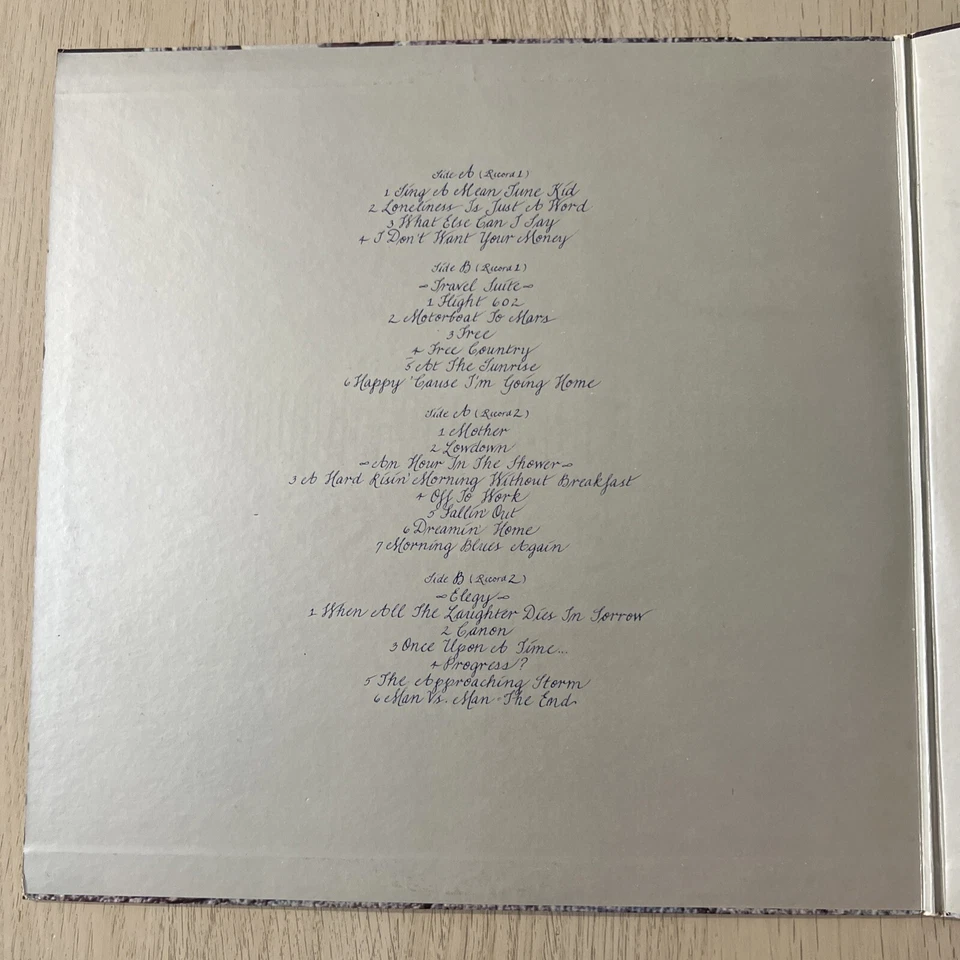 Side A (Record 1)
1 Sing A Mean Tune Kid
2 Loneliness Is Just A Word
3 What Else Can I Say
4 I Don't Want Your Money
Side B (Record 1)
~Travel Suite~
1 Flight 602
2 Motorboat To Mars
3 Free
4 Free Country
5 At The Sunrise
6 Happy 'Cause I'm Going Home
Side A (Record 2)
1 Mother
2 Lowdown
~An Hour In The Shower~
3 A Hard Risin' Morning Without Breakfast
4 Off To Work
5 Fallin' Out
6 Dreamin' Home
7 Morning Blues Again
Side B (Record 2)
~Elegy~
1 When All The Laughter Dies In Sorrow
2 Canon
3 Once Upon A Time...
4 Progress?
5 The Approaching Storm
6 Man Vs. Man-The End